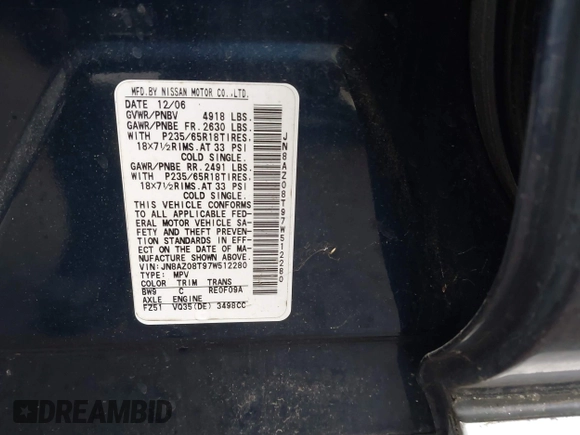 MFD.BY NISSAN MOTOR CO.,LTD.
DATE 12/06
GVWR/PNBV 4918 LBS.
GAWR/PNBE FR. 2630 LBS.
WITH P235/65R18TIRES,
18x7½RIMS.AT 33 PSI
COLD SINGLE.
GAWR/PNBE RR. 2491 LBS.
WITH P235/65R18TIRES,
18x7½RIMS.AT 33 PSI
COLD SINGLE.
THIS VEHICLE CONFORMS
TO ALL APPLICABLE FED-
ERAL MOTOR VEHICLE SA-
FETY AND THEFT PREVEN-
TION STANDARDS IN EFF-
ECT ON THE DATE OF MA-
NUFACTURE SHOWN ABOVE.
VIN: JN8AZ08T97W512280
TYPE: MPV
COLOR TRIM TRANS
BW9 C RE0F09A
AXLE ENGINE
FZ51 VQ35(DE) 3498CC
JN8AZ08T97W512280
DREAMBID